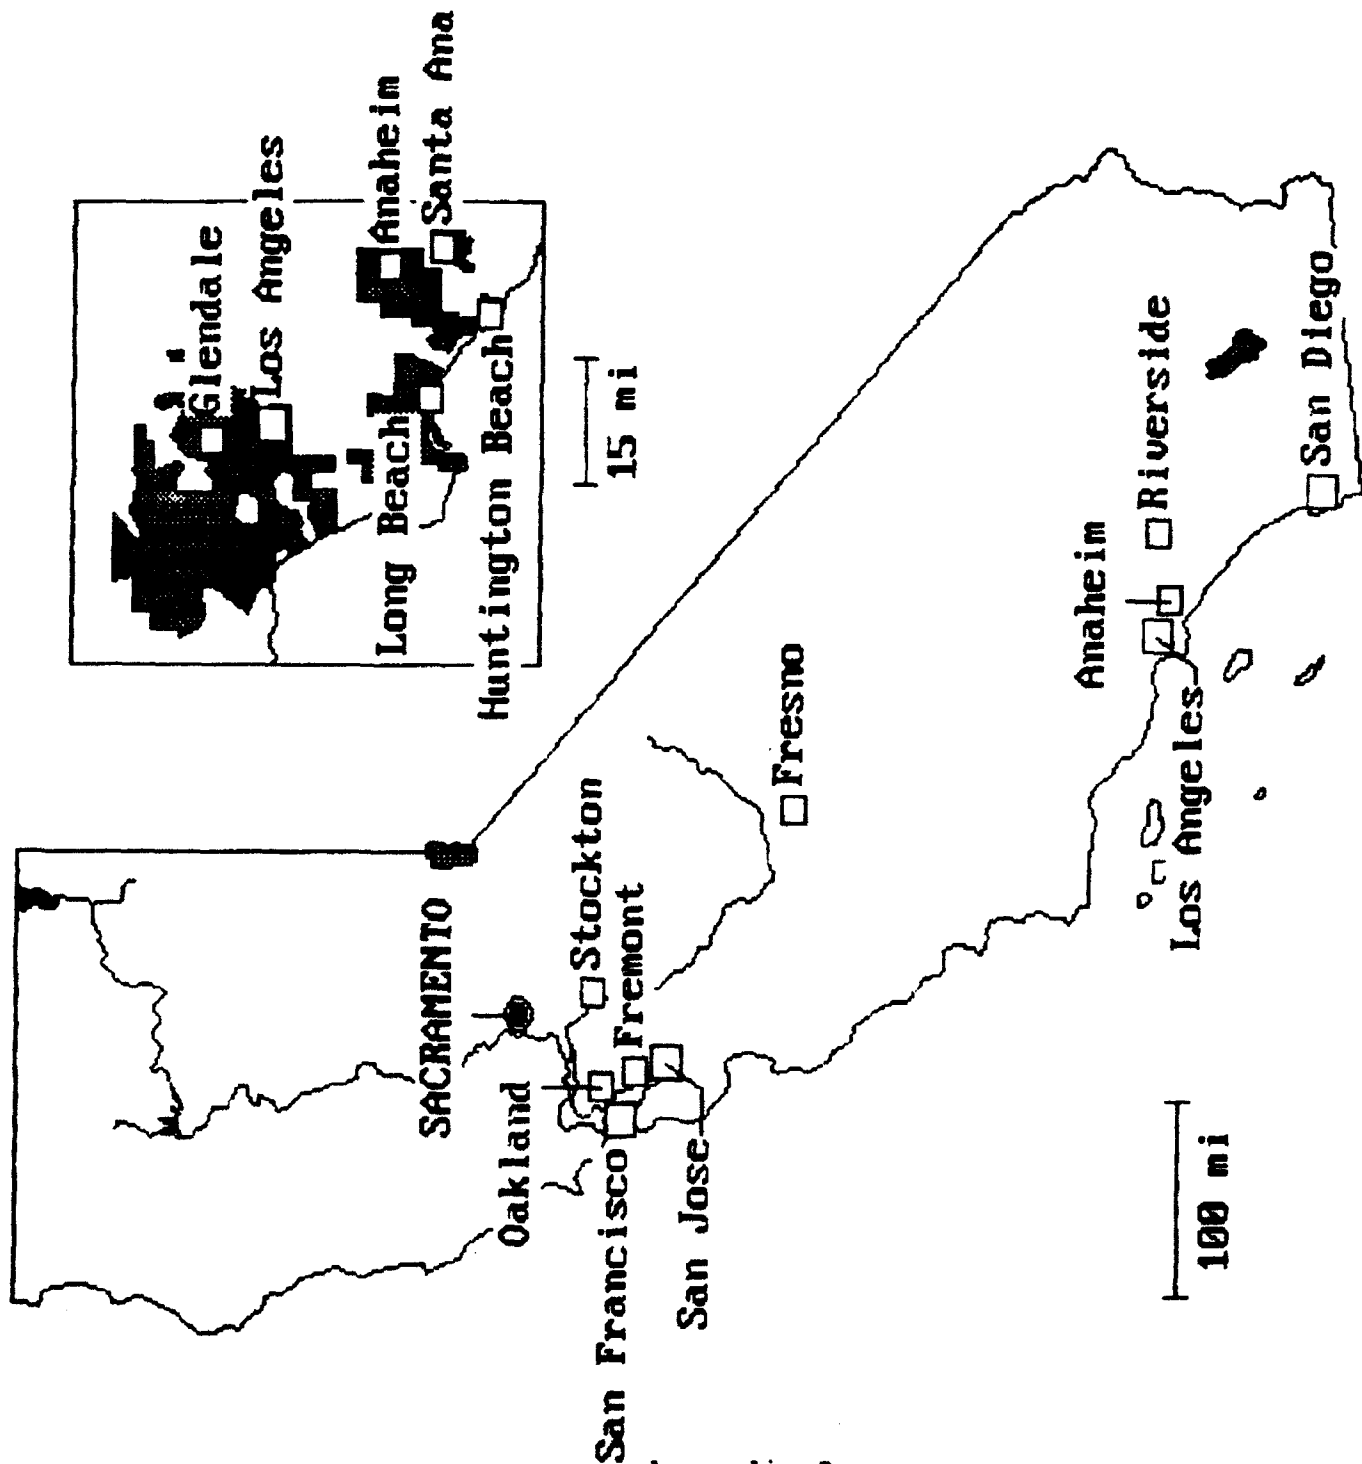 Glendale
Los Angeles
Anaheim
Santa Ana
Long Beach
Huntington Beach
15 mi
SACRAMENTO
Stockton
Oakland
Fremont
San Francisco
San Jose
Fresno
Anaheim
Riverside
Los Angeles
San Diego
100 mi